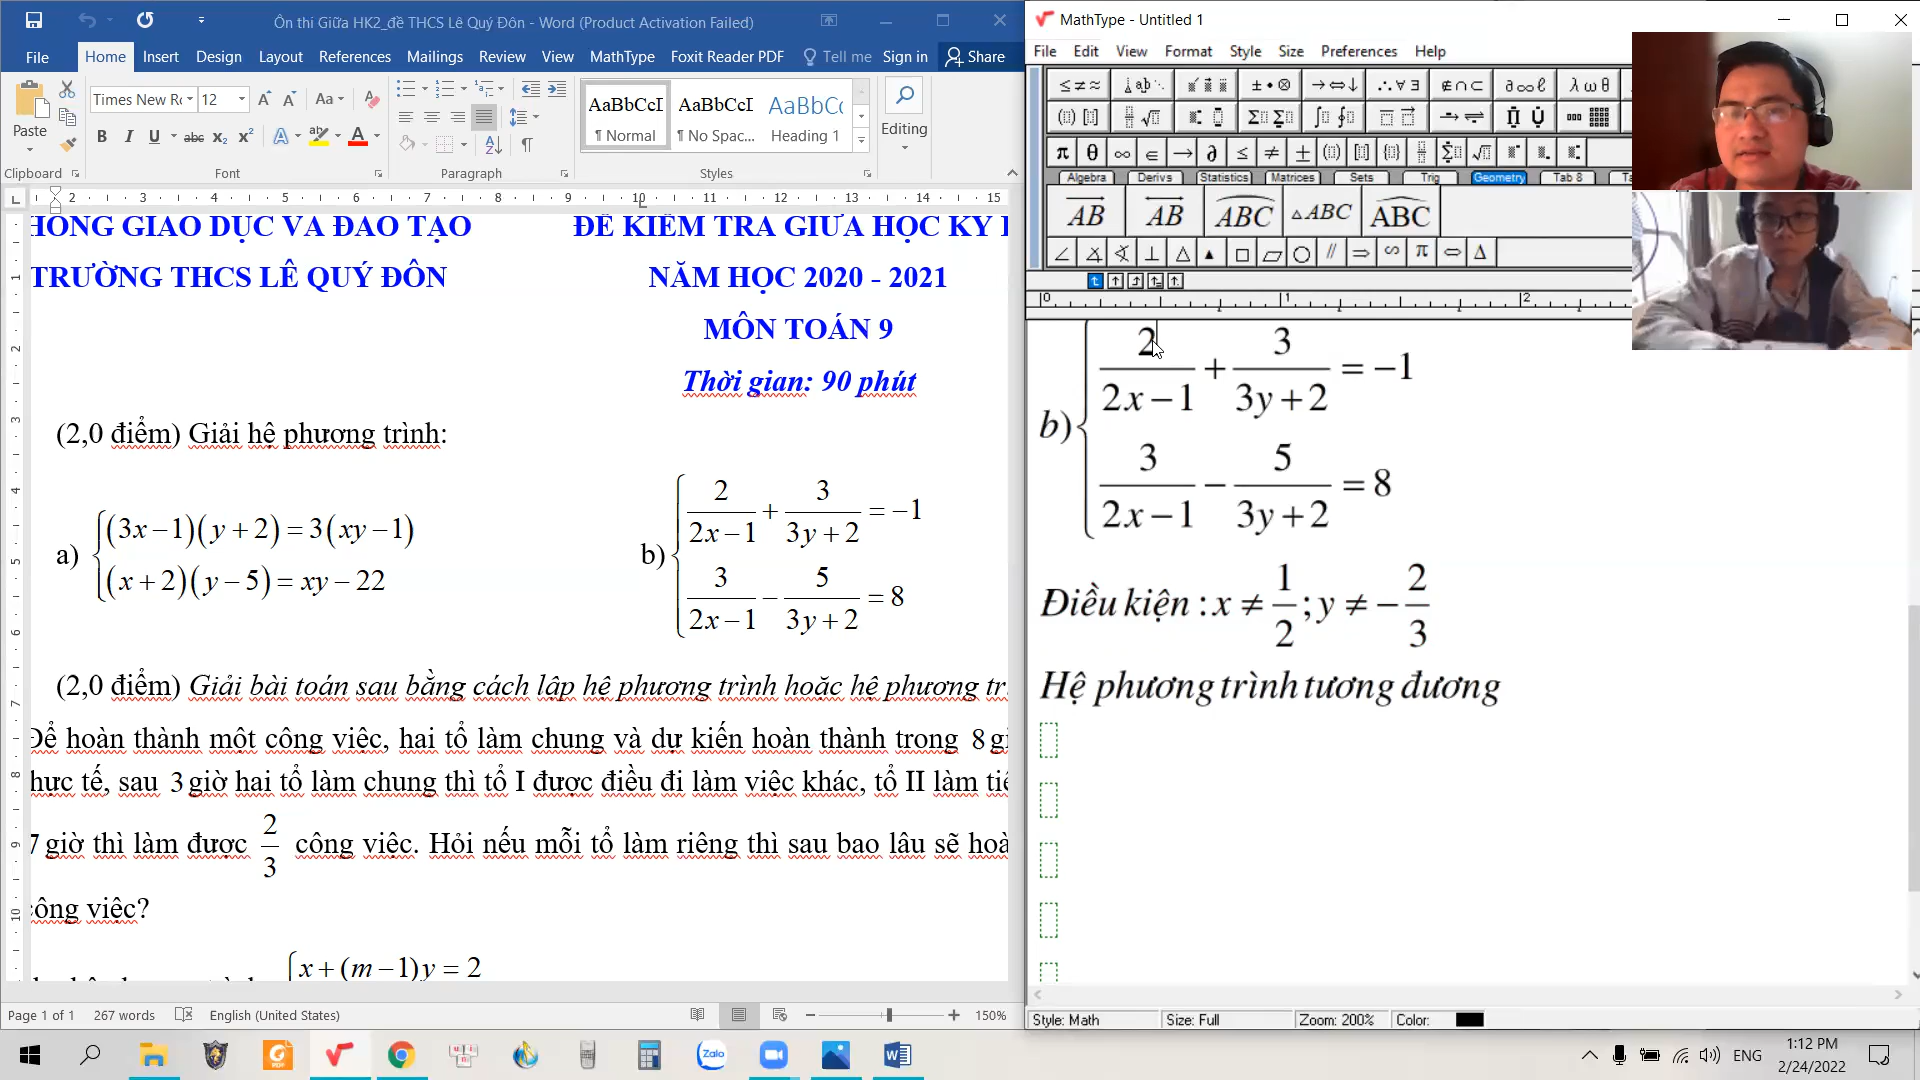 Ôn thi Giữa HK2_đề THCS Lê Quý Đôn - Word (Product Activation Failed)
File Home Insert Design Layout References Mailings Review View MathType Foxit Reader PDF Tell me Sign in Share
Paste
Times New Ro 12 Aa
B I U abc x₂ x²
AaBbCcI AaBbCcI AaBbCc
¶ Normal ¶ No Spac... Heading 1
Editing
Clipboard Font Paragraph Styles
HÒNG GIÁO DỤC VÀ ĐÀO TẠO
TRƯỜNG THCS LÊ QUÝ ĐÔN
ĐỀ KIỂM TRA GIỮA HỌC KỲ I
NĂM HỌC 2020 - 2021
MÔN TOÁN 9
Thời gian: 90 phút
(2,0 điểm) Giải hệ phương trình:
a) { (3x−1)(y+2)=3(xy−1)
(x+2)(y−5)=xy−22
b) { 2/(2x−1) + 3/(3y+2) = −1
3/(2x−1) − 5/(3y+2) = 8
(2,0 điểm) Giải bài toán sau bằng cách lập hệ phương trình hoặc hệ phương tr
Để hoàn thành một công việc, hai tổ làm chung và dự kiến hoàn thành trong 8 gi
hực tế, sau 3 giờ hai tổ làm chung thì tổ I được điều đi làm việc khác, tổ II làm tiế
7 giờ thì làm được 2/3 công việc. Hỏi nếu mỗi tổ làm riêng thì sau bao lâu sẽ hoà
công việc?
{ x+(m−1)y=2
Page 1 of 1 267 words English (United States) 150%
MathType - Untitled 1
File Edit View Format Style Size Preferences Help
Algebra Derivs Statistics Matrices Sets Trig Geometry Tab 8
AB AB ABC △ABC ABC
b) { 2/(2x−1) + 3/(3y+2) = −1
3/(2x−1) − 5/(3y+2) = 8
Điều kiện : x ≠ 1/2 ; y ≠ −2/3
Hệ phương trình tương đương
Style: Math Size: Full Zoom: 200% Color:
Zalo
ENG
1:12 PM
2/24/2022